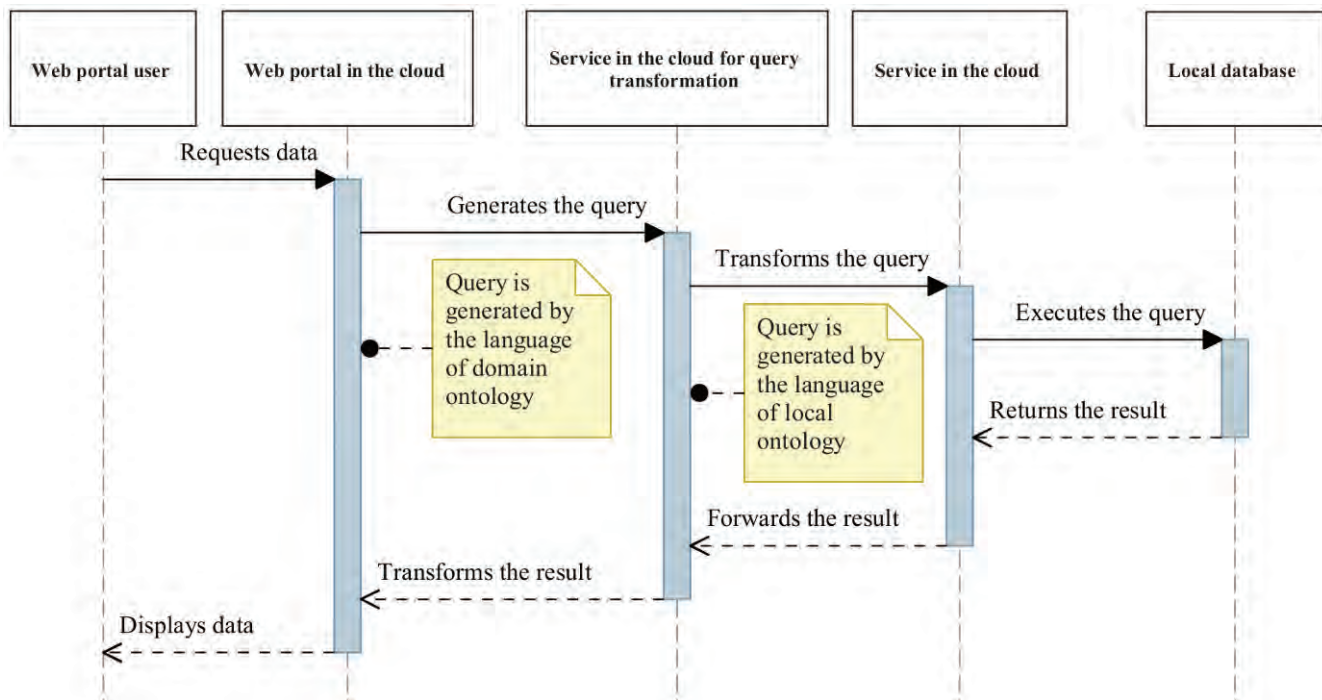 Web portal user
Web portal in the cloud
Service in the cloud for query
transformation
Service in the cloud
Local database
Requests data
Generates the query
Transforms the query
Executes the query
Query is
generated by
the language
of domain
ontology
Query is
generated by
the language
of local
ontology
Returns the result
Forwards the result
Transforms the result
Displays data